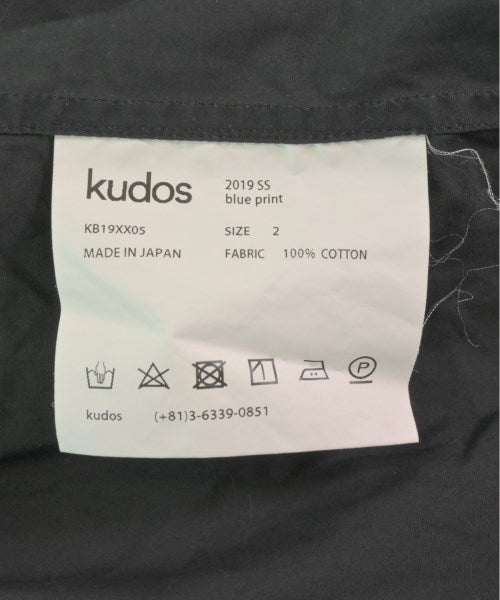 kudos
2019 SS
blue print
KB19XX05
SIZE 2
MADE IN JAPAN
FABRIC 100% COTTON
P
kudos (+81)3-6339-0851